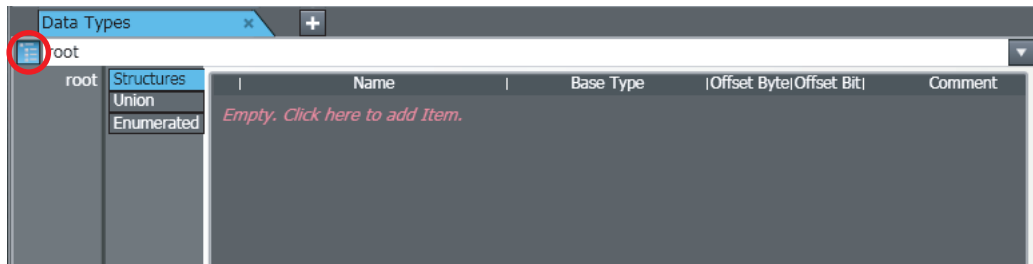 Data Types
root
root
Structures
Union
Enumerated
Name Base Type Offset Byte Offset Bit Comment
Empty. Click here to add Item.